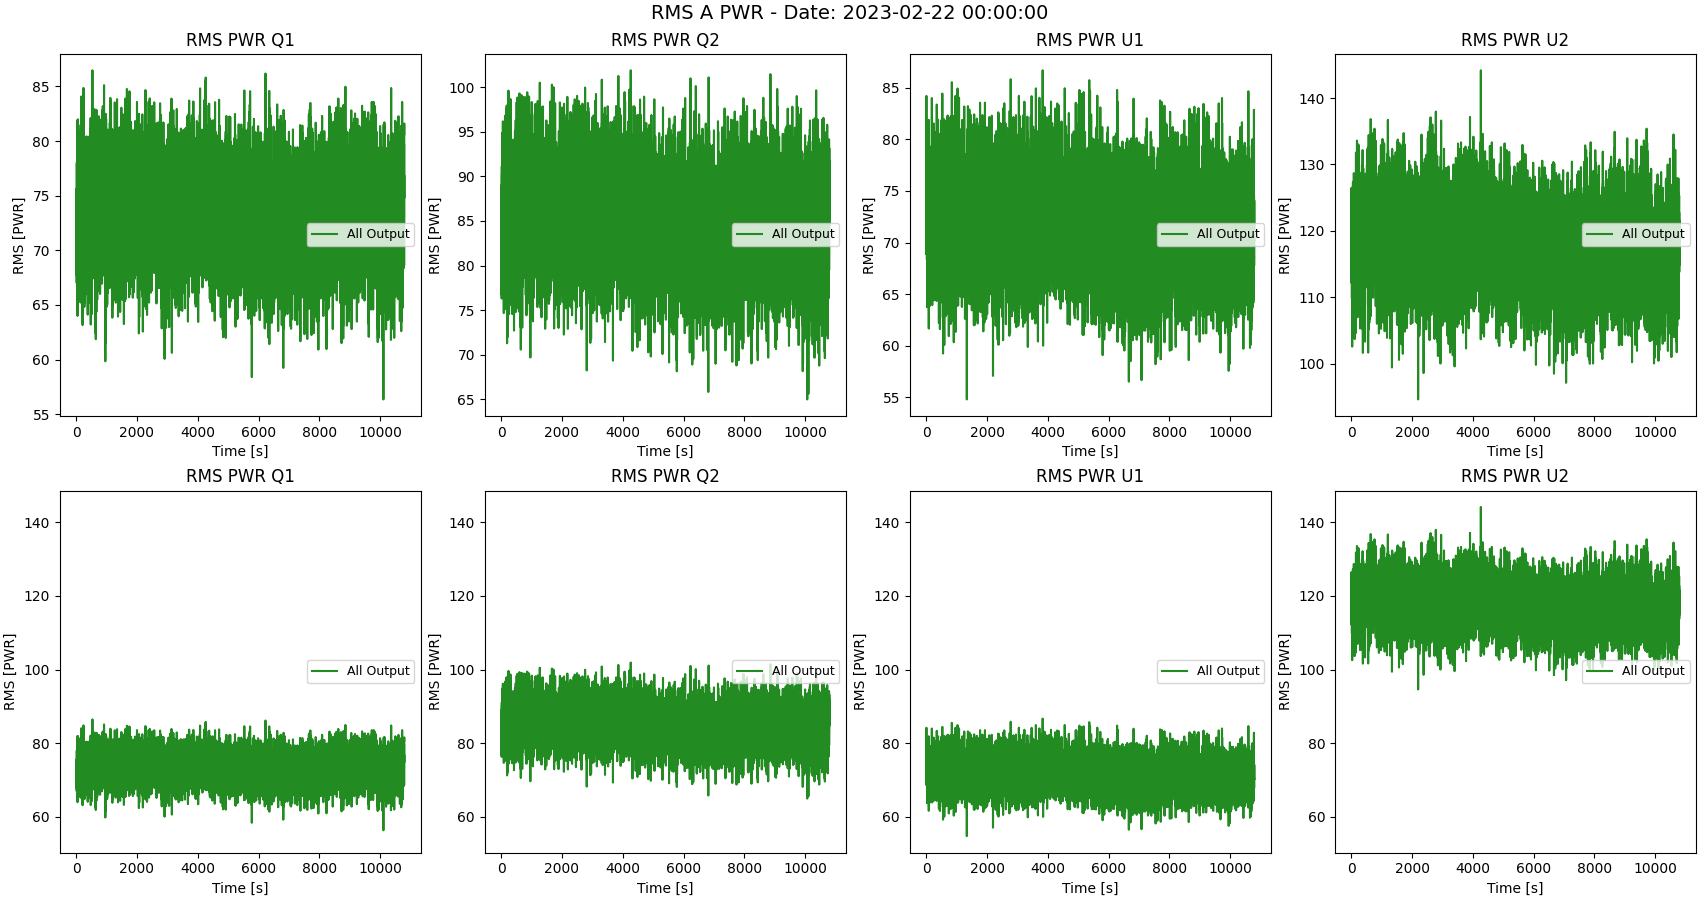 RMS A PWR - Date: 2023-02-22 00:00:00
RMS PWR Q1
RMS [PWR]
85
80
75
70
65
60
55
All Output
0 2000 4000 6000 8000 10000
Time [s]
RMS PWR Q2
RMS [PWR]
100
95
90
85
80
75
70
65
All Output
0 2000 4000 6000 8000 10000
Time [s]
RMS PWR U1
RMS [PWR]
85
80
75
70
65
60
55
All Output
0 2000 4000 6000 8000 10000
Time [s]
RMS PWR U2
RMS [PWR]
140
130
120
110
100
All Output
0 2000 4000 6000 8000 10000
Time [s]
RMS PWR Q1
RMS [PWR]
140
120
100
80
60
All Output
0 2000 4000 6000 8000 10000
Time [s]
RMS PWR Q2
RMS [PWR]
140
120
100
80
60
All Output
0 2000 4000 6000 8000 10000
Time [s]
RMS PWR U1
RMS [PWR]
140
120
100
80
60
All Output
0 2000 4000 6000 8000 10000
Time [s]
RMS PWR U2
RMS [PWR]
140
120
100
80
60
All Output
0 2000 4000 6000 8000 10000
Time [s]